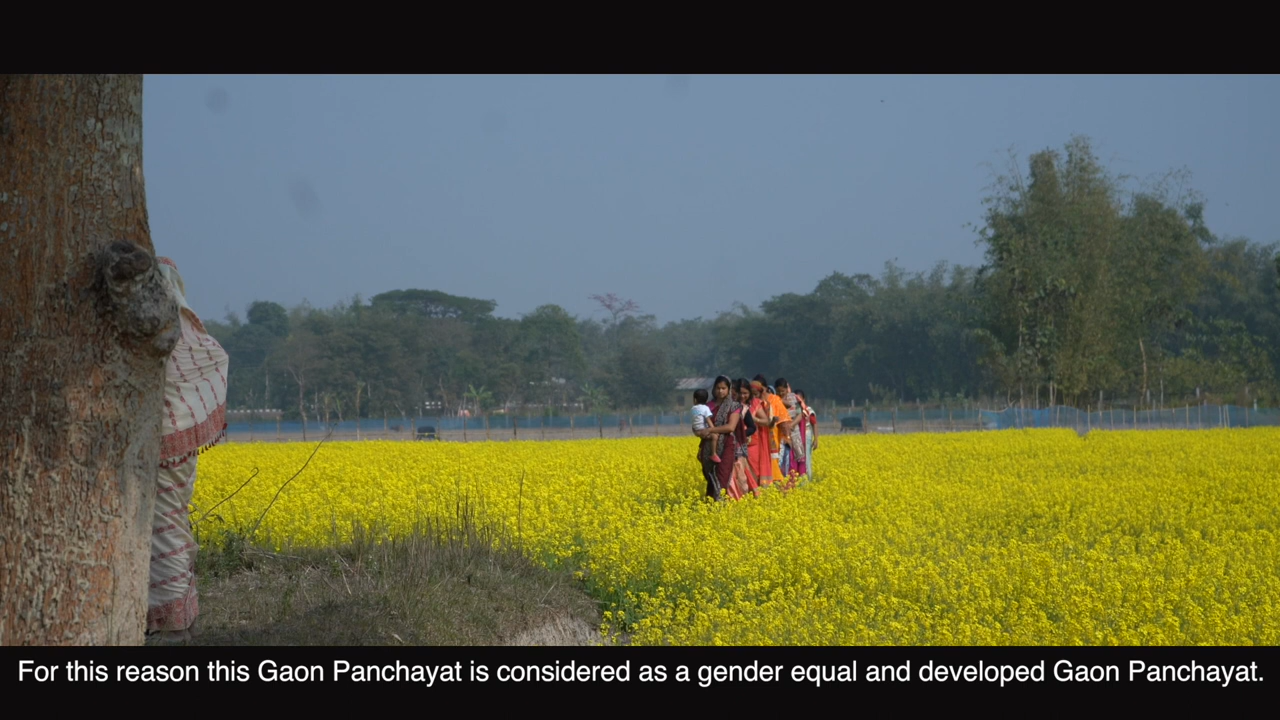 For this reason this Gaon Panchayat is considered as a gender equal and developed Gaon Panchayat.